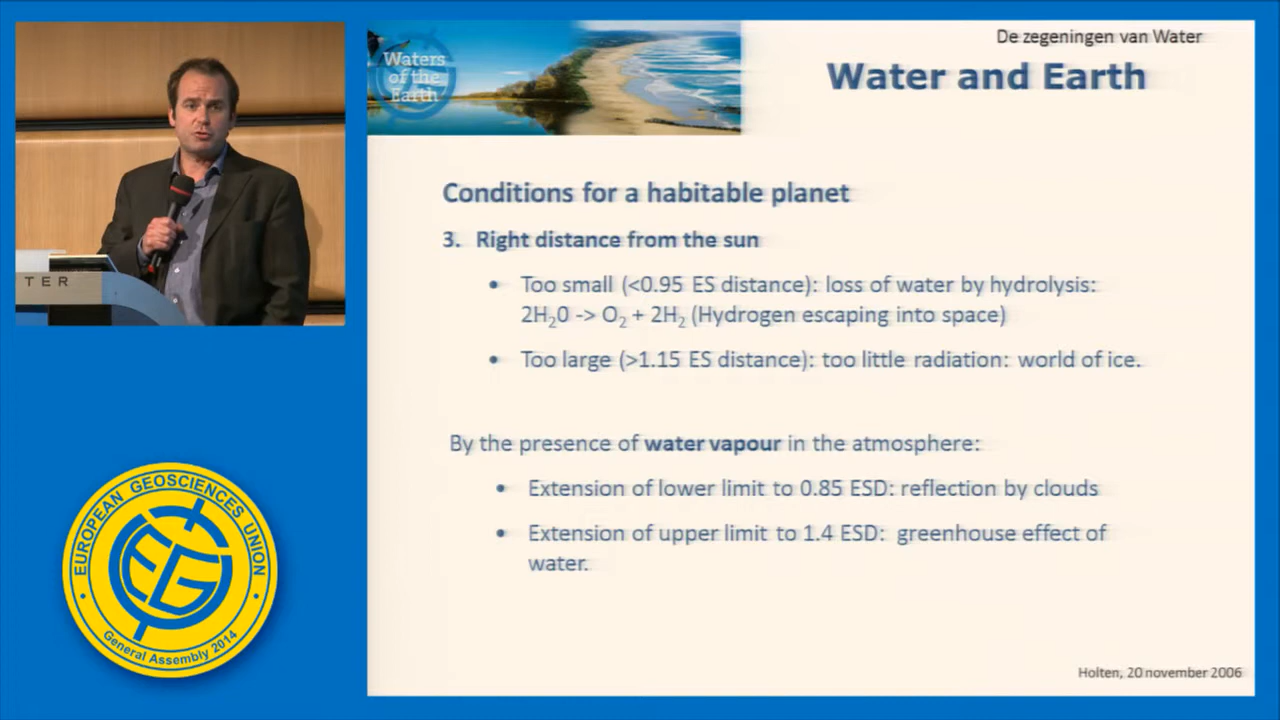 De zegeningen van Water
Waters
of the
Earth
Water and Earth
Conditions for a habitable planet
3. Right distance from the sun
• Too small (<0.95 ES distance): loss of water by hydrolysis:
2H₂0 -> O₂ + 2H₂ (Hydrogen escaping into space)
• Too large (>1.15 ES distance): too little radiation: world of ice.
By the presence of water vapour in the atmosphere:
• Extension of lower limit to 0.85 ESD: reflection by clouds
• Extension of upper limit to 1.4 ESD: greenhouse effect of
water.
Holten, 20 november 2006
TER
EUROPEAN GEOSCIENCES UNION
EG
General Assembly 2014